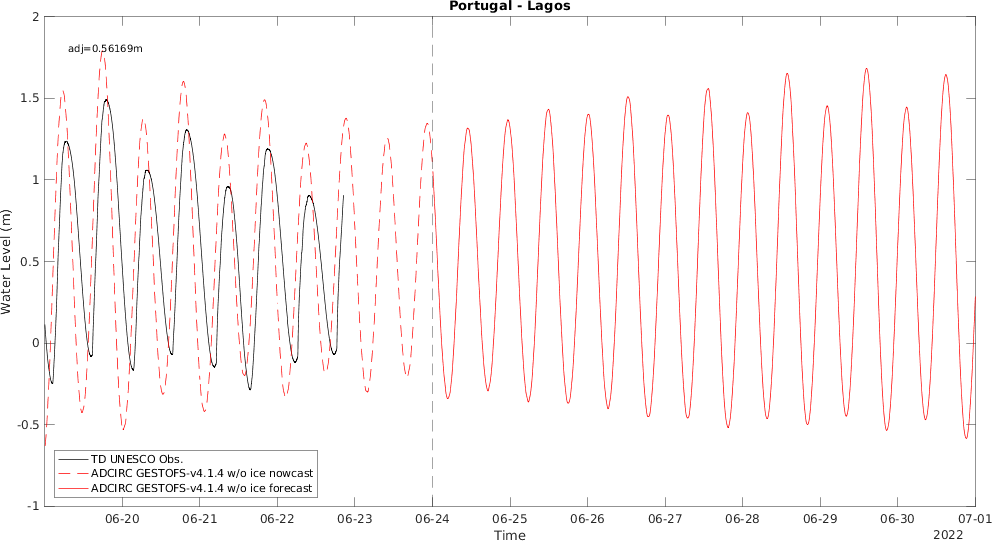 Portugal - Lagos
adj=0.56169m
Water Level (m)
2
1.5
1
0.5
0
-0.5
-1
TD UNESCO Obs.
ADCIRC GESTOFS-v4.1.4 w/o ice nowcast
ADCIRC GESTOFS-v4.1.4 w/o ice forecast
06-20 06-21 06-22 06-23 06-24 06-25 06-26 06-27 06-28 06-29 06-30 07-01
Time
2022